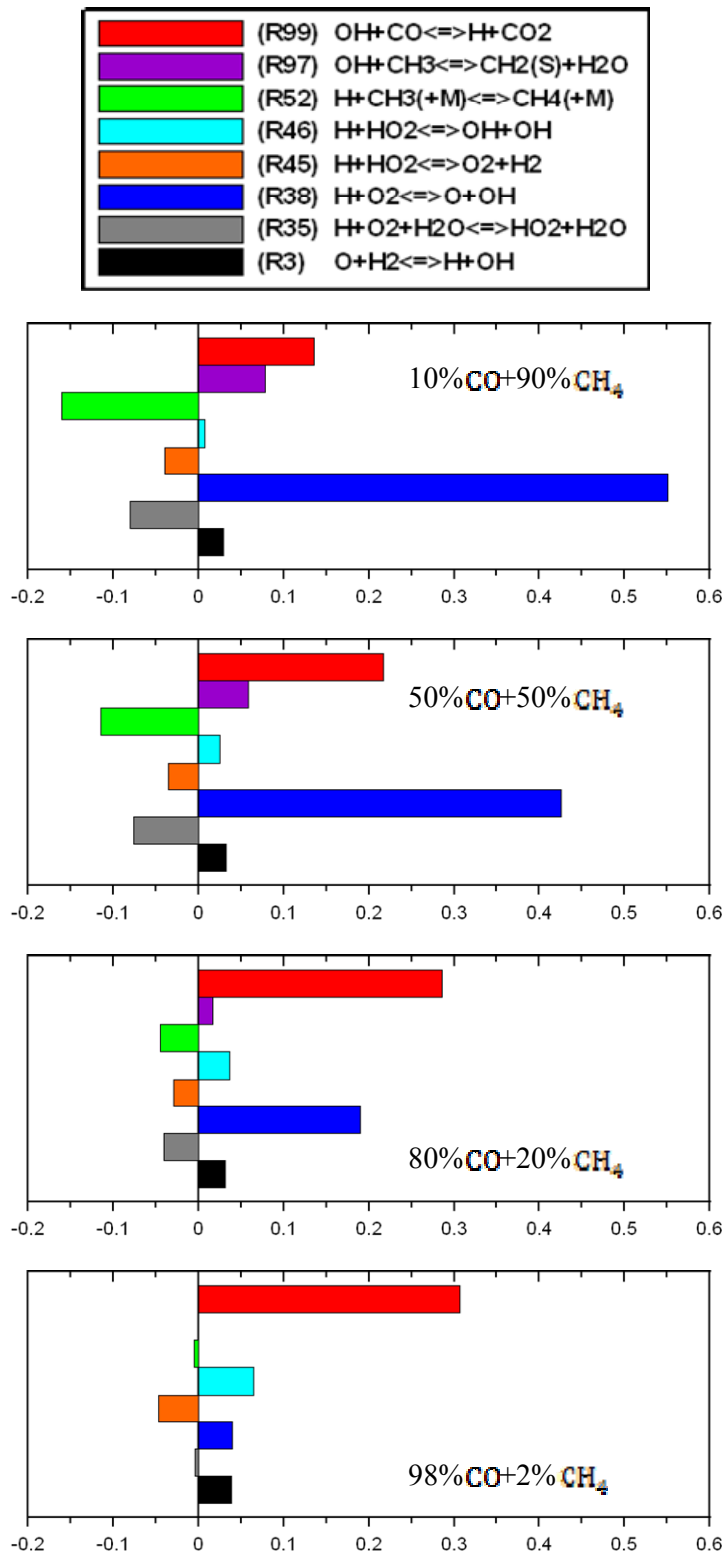 (R99) OH+CO<=>H+CO2
(R97) OH+CH3<=>CH2(S)+H2O
(R52) H+CH3(+M)<=>CH4(+M)
(R46) H+HO2<=>OH+OH
(R45) H+HO2<=>O2+H2
(R38) H+O2<=>O+OH
(R35) H+O2+H2O<=>HO2+H2O
(R3) O+H2<=>H+OH
10%CO+90%CH₄
-0.2 -0.1 0 0.1 0.2 0.3 0.4 0.5 0.6
50%CO+50%CH₄
-0.2 -0.1 0 0.1 0.2 0.3 0.4 0.5 0.6
80%CO+20%CH₄
-0.2 -0.1 0 0.1 0.2 0.3 0.4 0.5 0.6
98%CO+2% CH₄
-0.2 -0.1 0 0.1 0.2 0.3 0.4 0.5 0.6